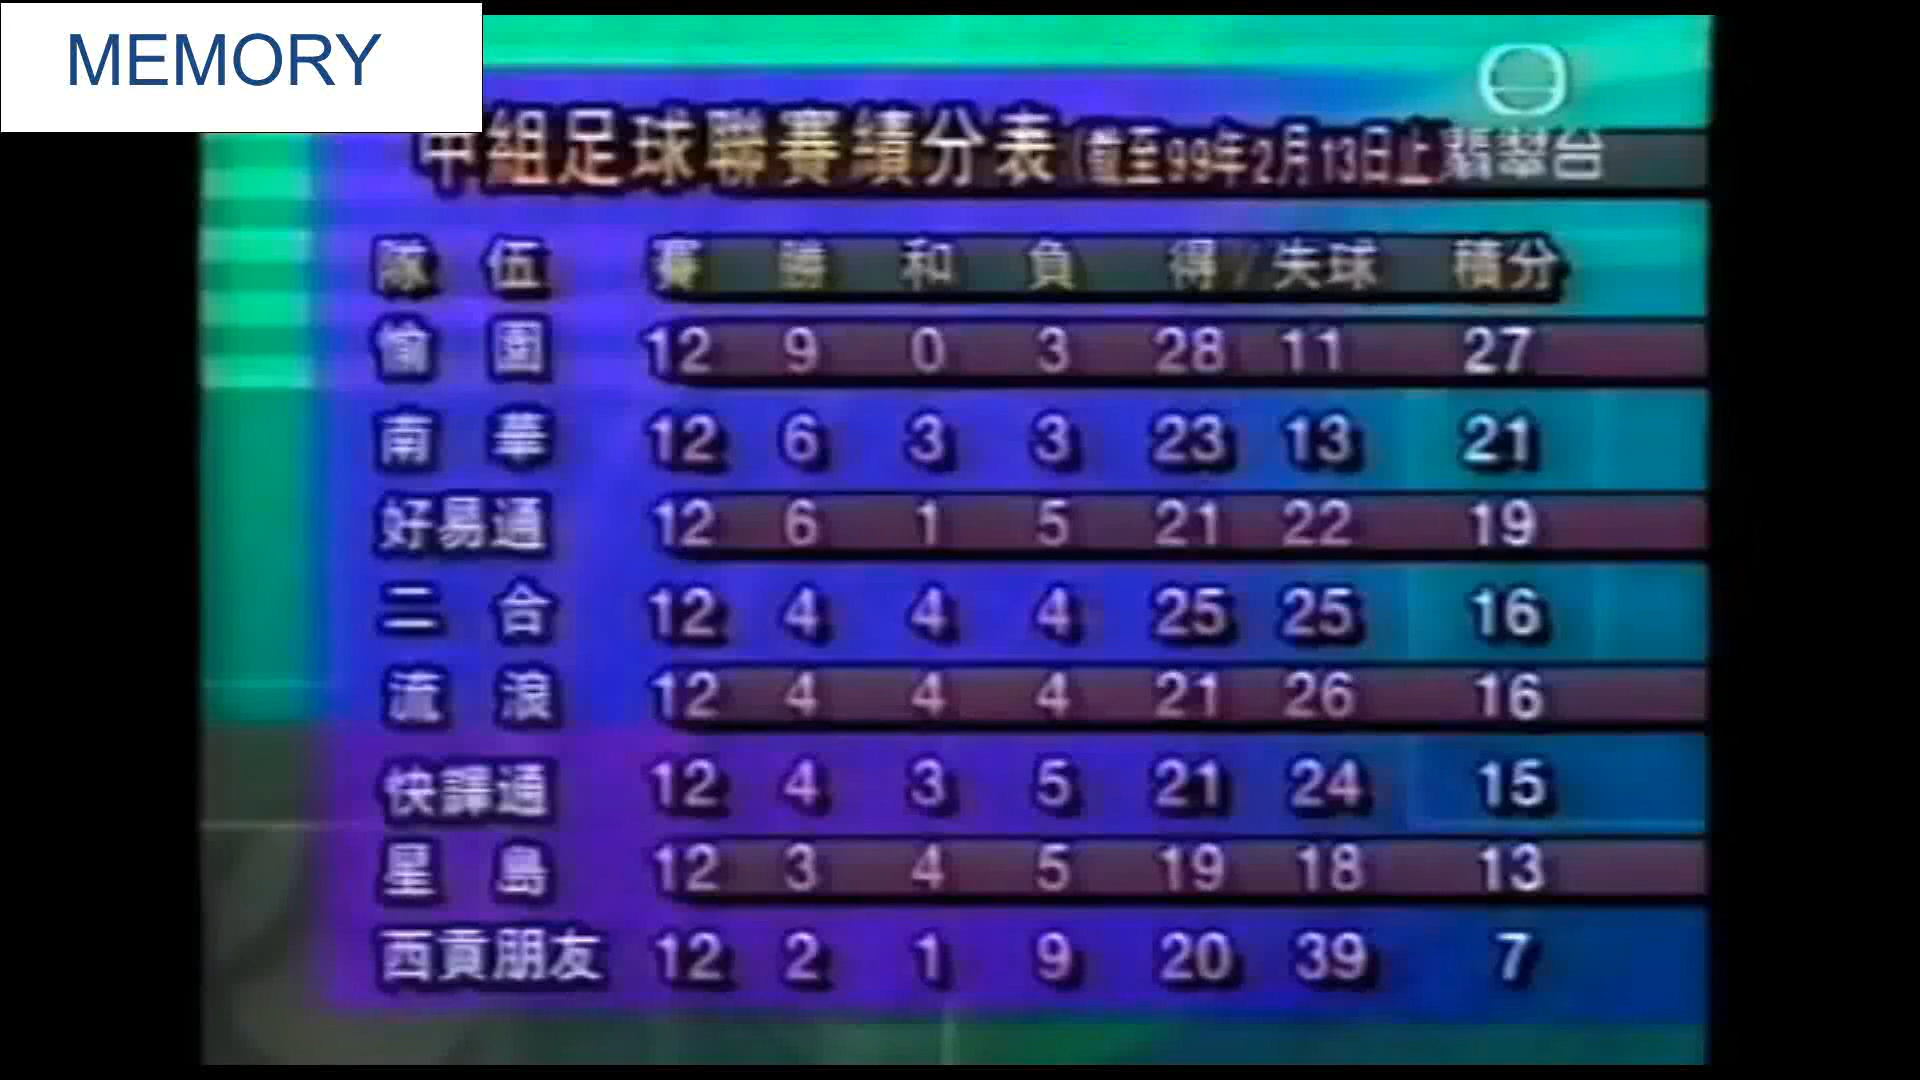 MEMORY
甲組足球聯賽績分表(截至99年2月13日止)翡翠台
隊 伍 賽 勝 和 負 得/失球 積分
愉 園 12 9 0 3 28 11 27
南 華 12 6 3 3 23 13 21
好易通 12 6 1 5 21 22 19
二 合 12 4 4 4 25 25 16
流 浪 12 4 4 4 21 26 16
快譯通 12 4 3 5 21 24 15
星 島 12 3 4 5 19 18 13
西貢朋友 12 2 1 9 20 39 7